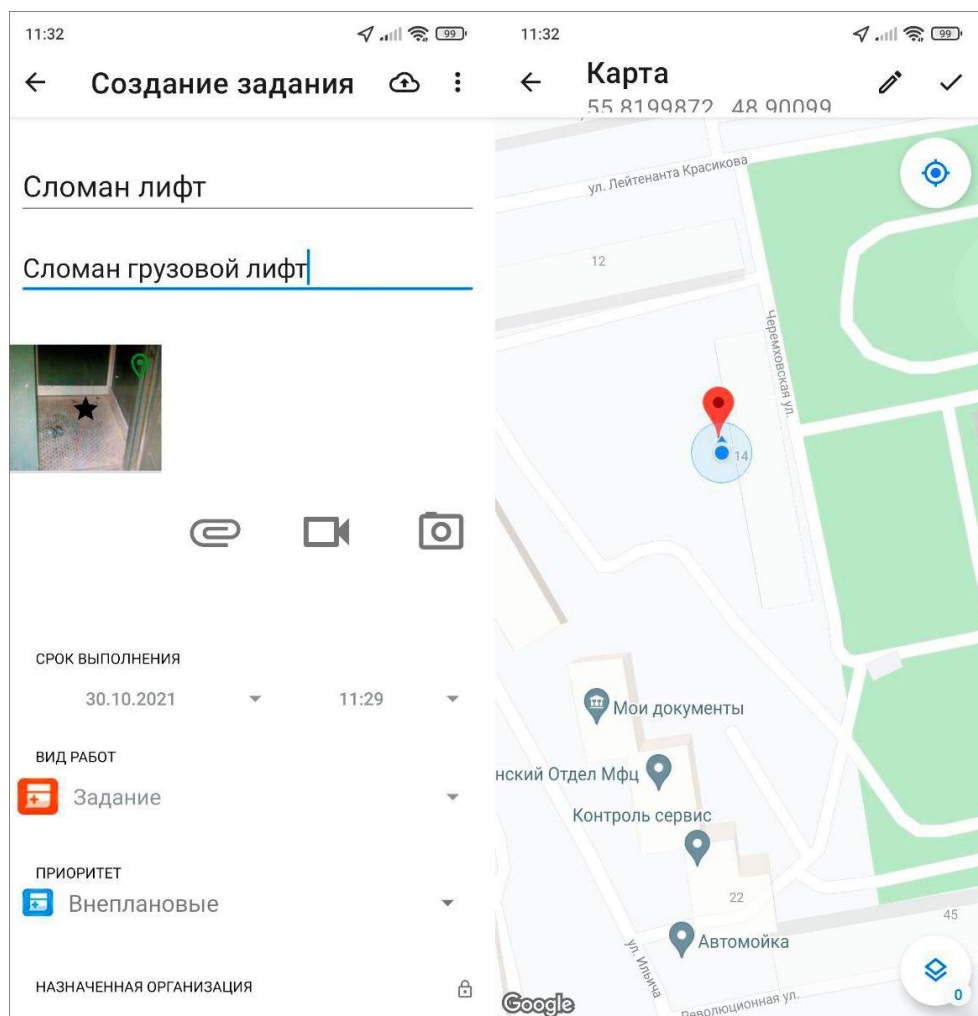 11:32
99
Создание задания
Сломан лифт
Сломан грузовой лифт
СРОК ВЫПОЛНЕНИЯ
30.10.2021
11:29
ВИД РАБОТ
Задание
ПРИОРИТЕТ
Внеплановые
НАЗНАЧЕННАЯ ОРГАНИЗАЦИЯ
11:32
99
Карта
55.8199872 48.90099
ул. Лейтенанта Красикова
12
Черемховская ул.
14
Мои документы
нский Отдел Мфц
Контроль сервис
22
45
Автомойка
ул. Ильича
Революционная ул.
0
Google